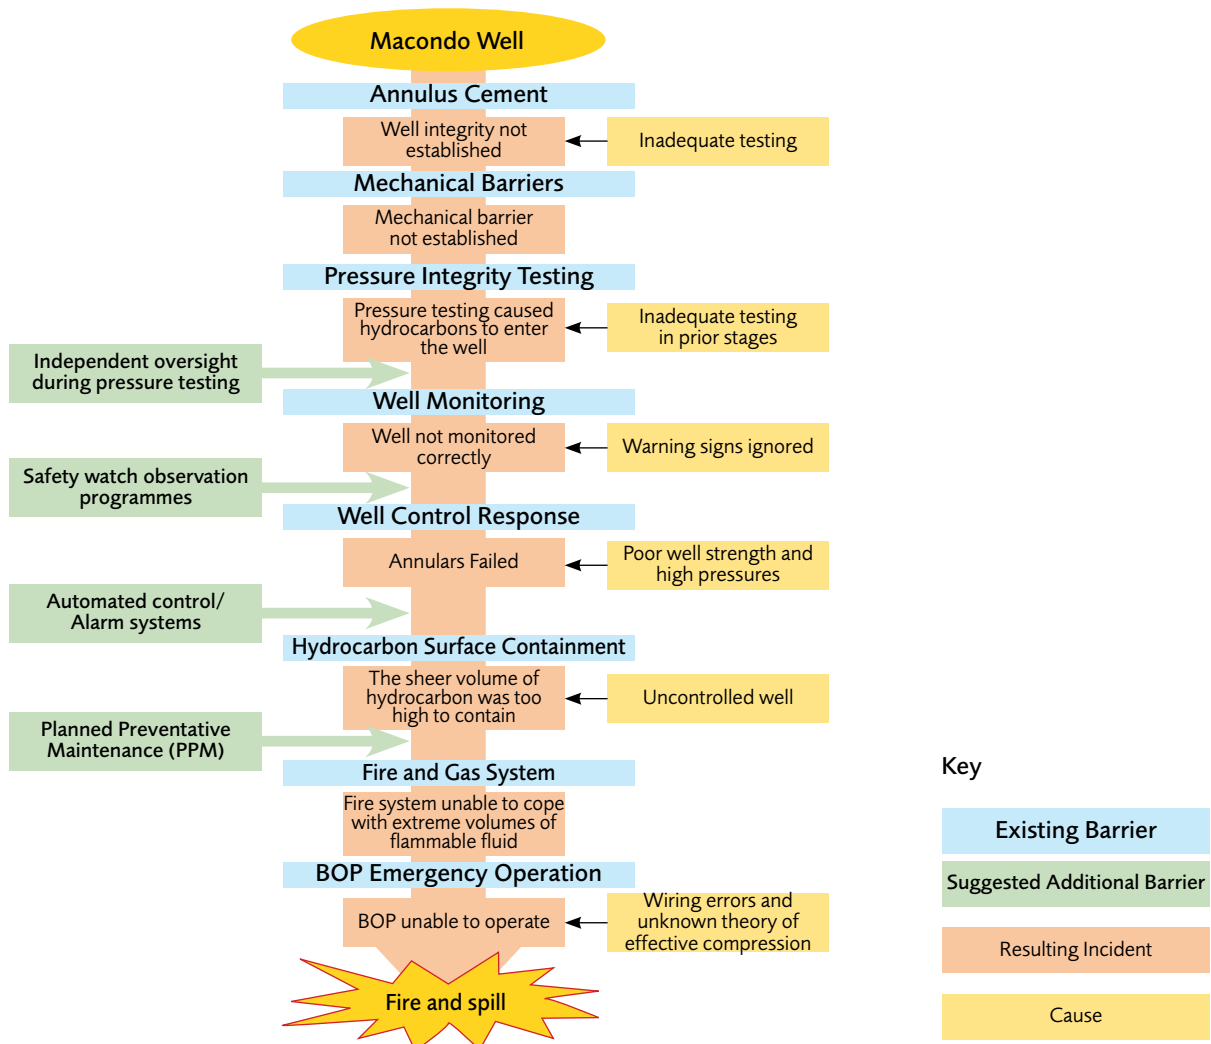 Macondo Well
Annulus Cement
Well integrity not
established
Inadequate testing
Mechanical Barriers
Mechanical barrier
not established
Pressure Integrity Testing
Pressure testing caused
hydrocarbons to enter
the well
Inadequate testing
in prior stages
Independent oversight
during pressure testing
Well Monitoring
Well not monitored
correctly
Warning signs ignored
Safety watch observation
programmes
Well Control Response
Annulars Failed
Poor well strength and
high pressures
Automated control/
Alarm systems
Hydrocarbon Surface Containment
The sheer volume of
hydrocarbon was too
high to contain
Uncontrolled well
Planned Preventative
Maintenance (PPM)
Fire and Gas System
Fire system unable to cope
with extreme volumes of
flammable fluid
BOP Emergency Operation
BOP unable to operate
Wiring errors and
unknown theory of
effective compression
Fire and spill
Key
Existing Barrier
Suggested Additional Barrier
Resulting Incident
Cause